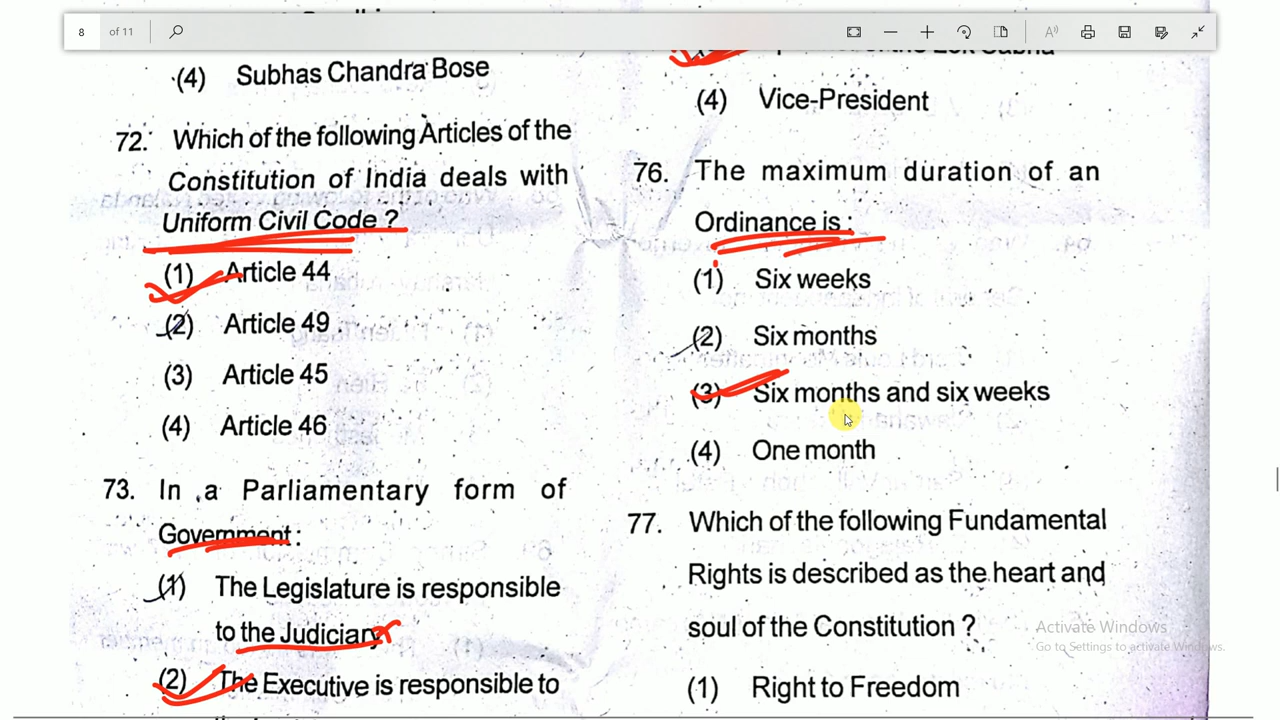 8 of 11
(4) Subhas Chandra Bose
72. Which of the following Articles of the
Constitution of India deals with
Uniform Civil Code ?
(1) Article 44
(2) Article 49
(3) Article 45
(4) Article 46
73. In a Parliamentary form of
Government :
(1) The Legislature is responsible
to the Judiciary
(2) The Executive is responsible to
(4) Vice-President
76. The maximum duration of an
Ordinance is :
(1) Six weeks
(2) Six months
(3) Six months and six weeks
(4) One month
77. Which of the following Fundamental
Rights is described as the heart and
soul of the Constitution ?
(1) Right to Freedom
Activate Windows
Go to Settings to activate Windows.